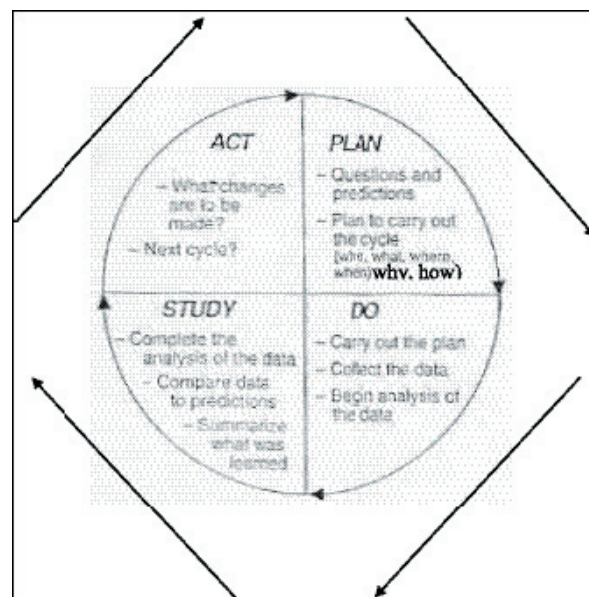 ACT
– What changes
are to be
made?
– Next cycle?
PLAN
– Questions and
predictions
– Plan to carry out
the cycle
(who, what, where,
when) why, how)
STUDY
– Complete the
analysis of the data
– Compare data
to predictions
– Summarize
what was
learned
DO
– Carry out the plan
– Collect the data
– Begin analysis of
the data